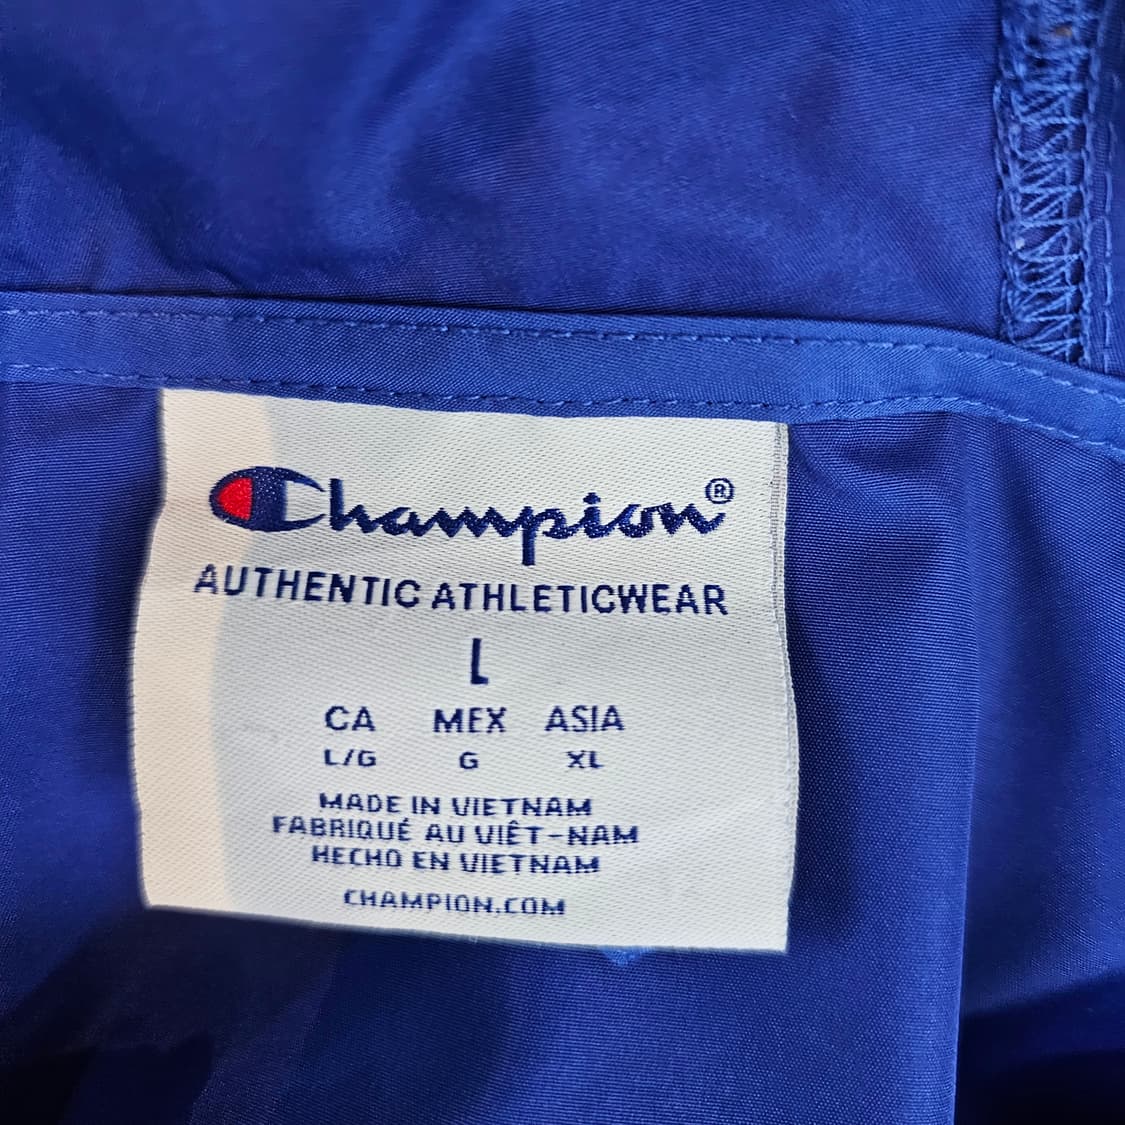 Champion®
AUTHENTIC ATHLETICWEAR
L
CA MEX ASIA
L/G G XL
MADE IN VIETNAM
FABRIQUÉ AU VIÊT-NAM
HECHO EN VIETNAM
CHAMPION.COM